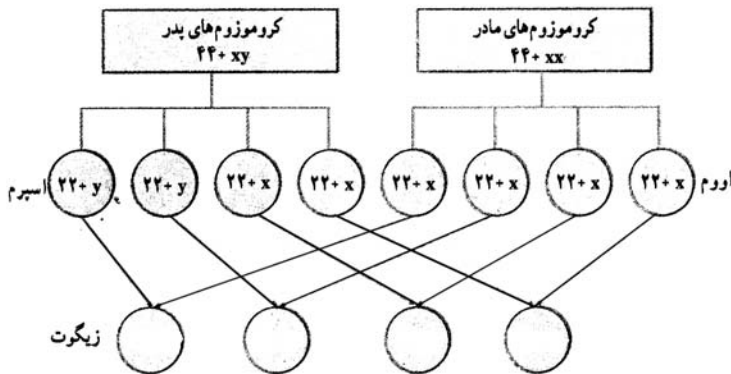 کروموزوم‌های پدر
۴۴+ xy
کروموزوم‌های مادر
۴۴+ xx
اسپرم
۲۲+ y
۲۲+ y
۲۲+ x
۲۲+ x
۲۲+ x
۲۲+ x
۲۲+ x
۲۲+ x
اووم
زیگوت